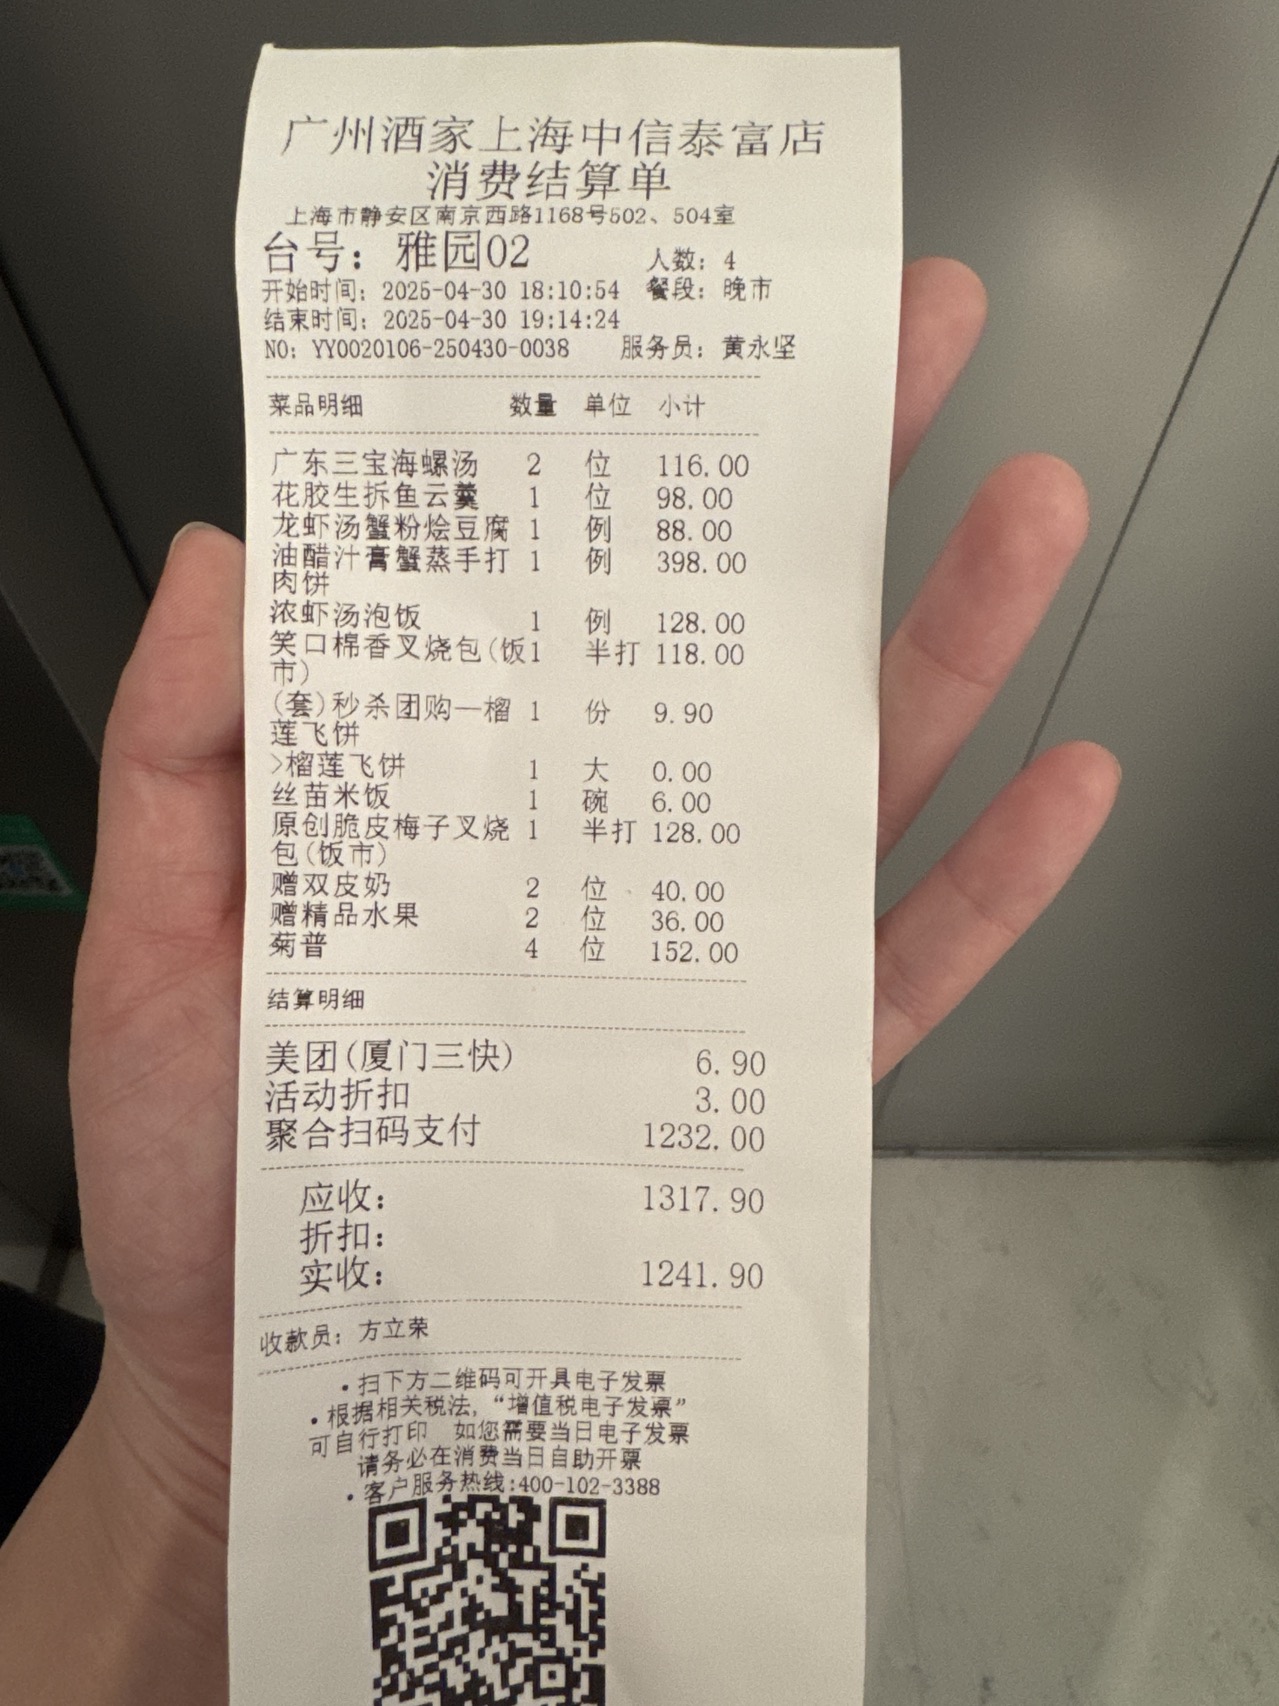 广州酒家上海中信泰富店
消费结算单
上海市静安区南京西路1168号502、504室
台号：雅园02 人数：4
开始时间：2025-04-30 18:10:54 餐段：晚市
结束时间：2025-04-30 19:14:24
NO：YY0020106-250430-0038 服务员：黄永坚
菜品明细 数量 单位 小计
广东三宝海螺汤 2 位 116.00
花胶生拆鱼云羹 1 位 98.00
龙虾汤蟹粉烩豆腐 1 例 88.00
油醋汁膏蟹蒸手打 1 例 398.00
肉饼
浓虾汤泡饭 1 例 128.00
笑口棉香叉烧包(饭1 半打 118.00
市)
(套)秒杀团购—榴 1 份 9.90
莲飞饼
>榴莲飞饼 1 大 0.00
丝苗米饭 1 碗 6.00
原创脆皮梅子叉烧 1 半打 128.00
包(饭市)
赠双皮奶 2 位 40.00
赠精品水果 2 位 36.00
菊普 4 位 152.00
结算明细
美团(厦门三快) 6.90
活动折扣 3.00
聚合扫码支付 1232.00
应收： 1317.90
折扣：
实收： 1241.90
收款员：方立荣
•扫下方二维码可开具电子发票
•根据相关税法,“增值税电子发票”
可自行打印 如您需要当日电子发票
请务必在消费当日自助开票
•客户服务热线:400-102-3388